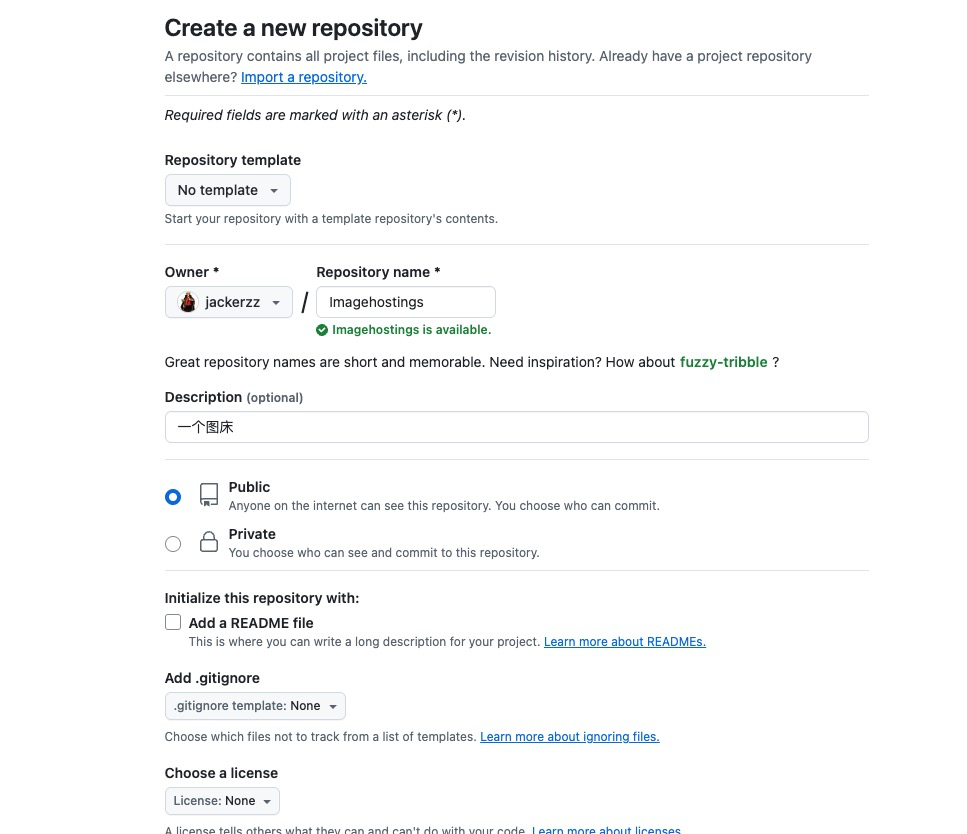 Create a new repository
A repository contains all project files, including the revision history. Already have a project repository
elsewhere? Import a repository.
Required fields are marked with an asterisk (*).
Repository template
No template
Start your repository with a template repository's contents.
Owner *
Repository name *
jackerzz
/
Imagehostings
Imagehostings is available.
Great repository names are short and memorable. Need inspiration? How about fuzzy-tribble ?
Description (optional)
一个图床
Public
Anyone on the internet can see this repository. You choose who can commit.
Private
You choose who can see and commit to this repository.
Initialize this repository with:
Add a README file
This is where you can write a long description for your project. Learn more about READMEs.
Add .gitignore
.gitignore template: None
Choose which files not to track from a list of templates. Learn more about ignoring files.
Choose a license
License: None
A license tells others what they can and can't do with your code. Learn more about licenses.